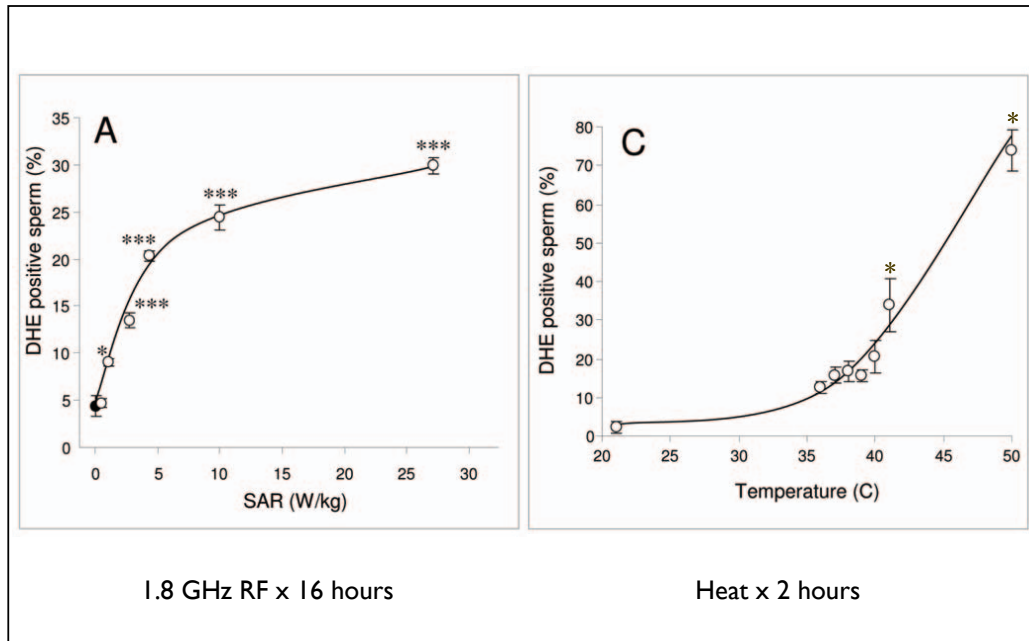 A
DHE positive sperm (%)
35
30
25
20
15
10
5
0
***
***
***
***
*
0 5 10 15 20 25 30
SAR (W/kg)
C
DHE positive sperm (%)
80
70
60
50
40
30
20
10
0
*
*
20 25 30 35 40 45 50
Temperature (C)
1.8 GHz RF x 16 hours
Heat x 2 hours